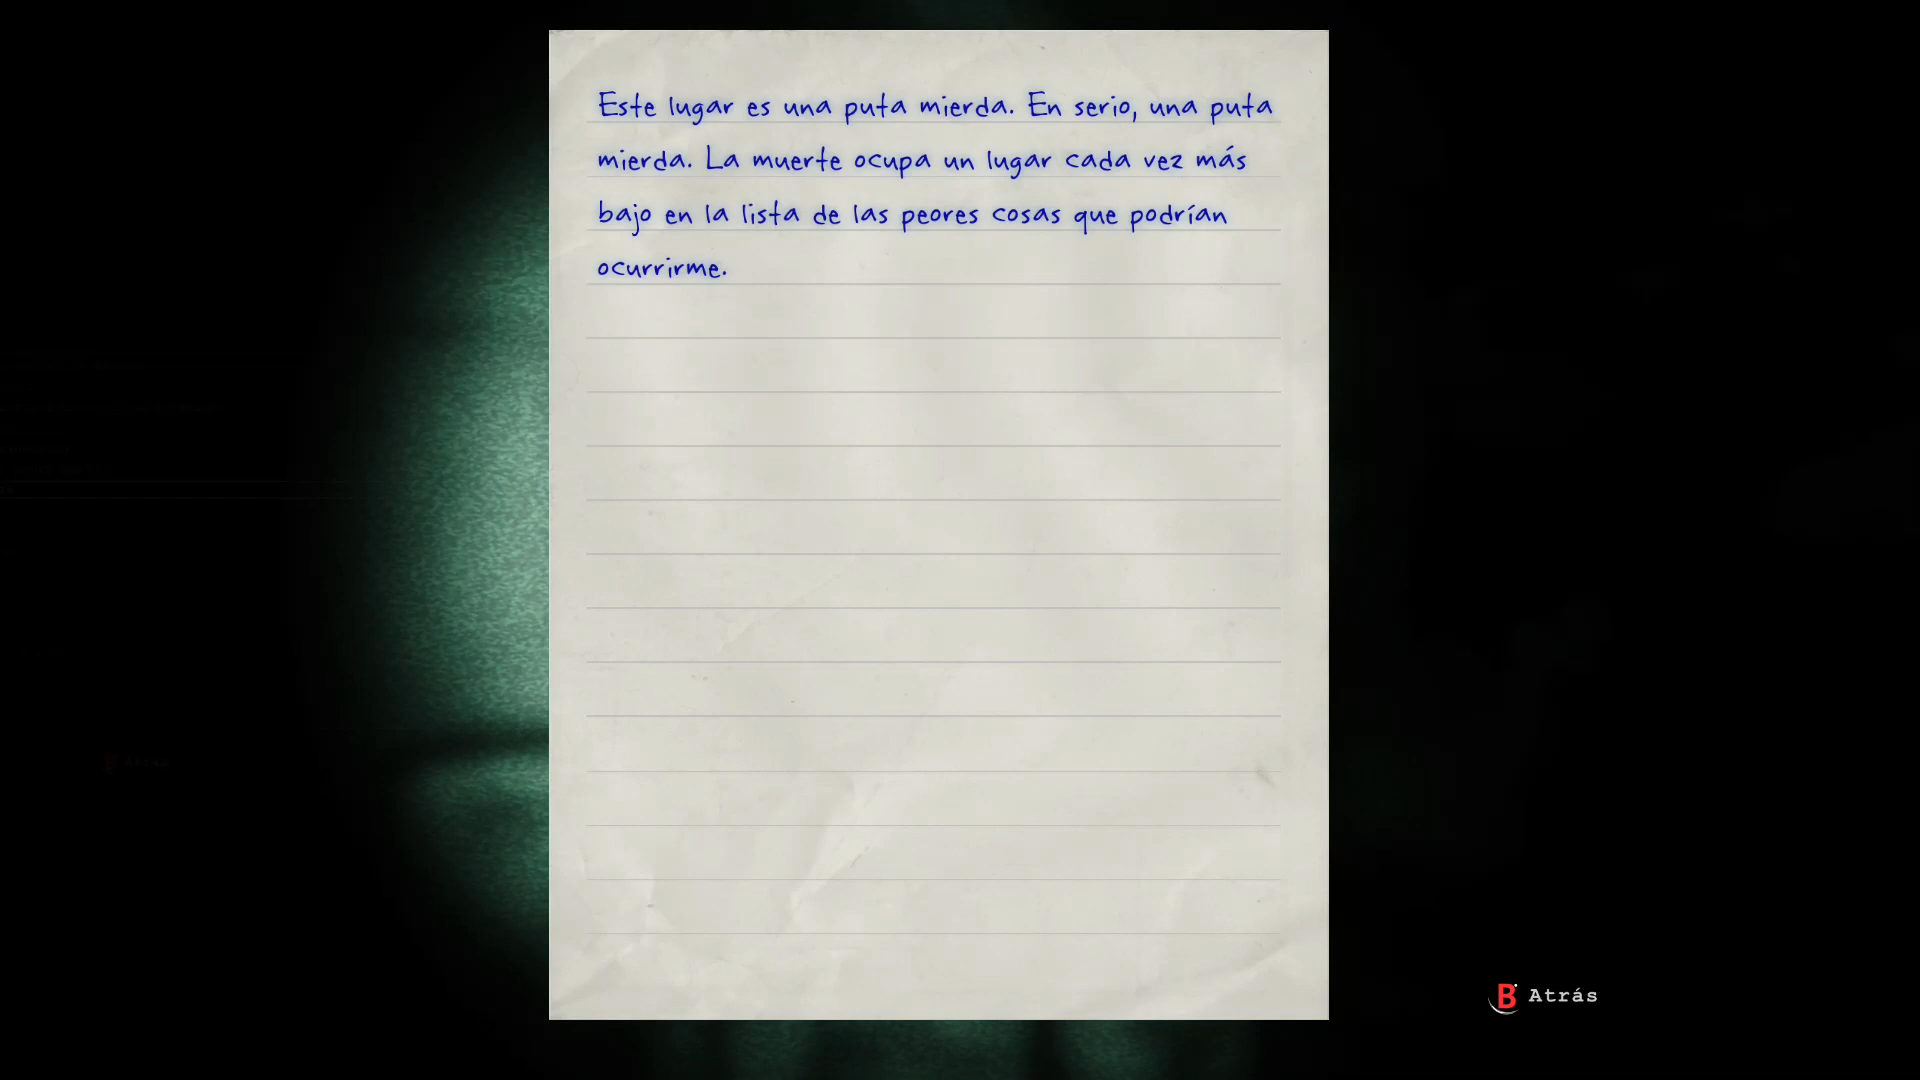 Este lugar es una puta mierda. En serio, una puta
mierda. La muerte ocupa un lugar cada vez más
bajo en la lista de las peores cosas que podrían
ocurrirme.
B Atrás